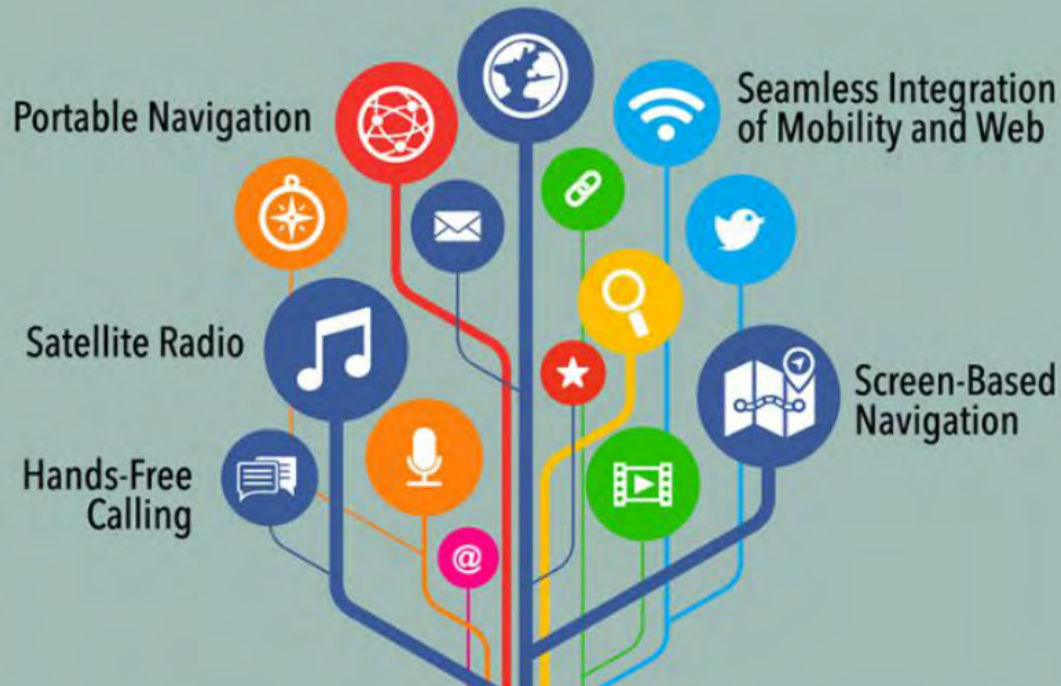 Portable Navigation
Seamless Integration
of Mobility and Web
Satellite Radio
Screen-Based
Navigation
Hands-Free
Calling
@